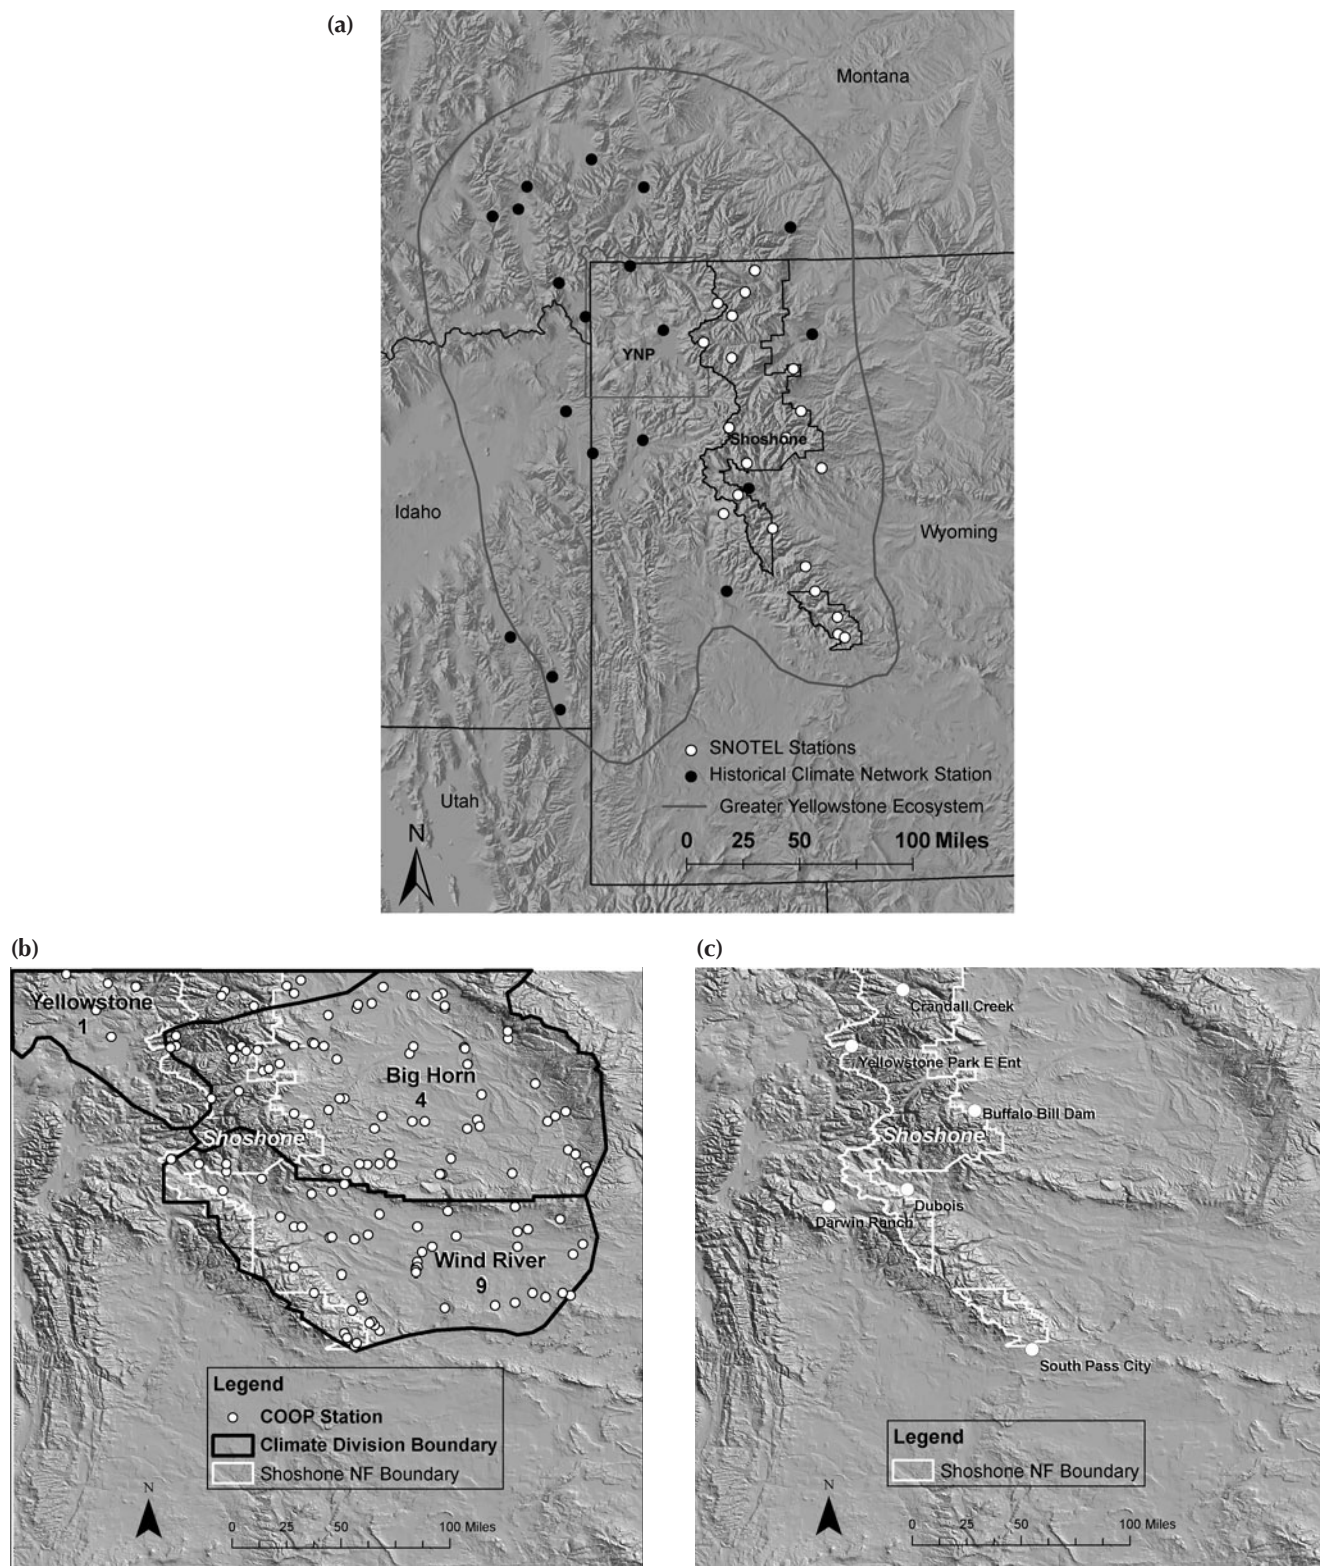 (a)
Montana
YNP
Shoshone
Idaho
Wyoming
SNOTEL Stations
Historical Climate Network Station
Utah
Greater Yellowstone Ecosystem
N
0 25 50 100 Miles
(b)
Yellowstone
1
Big Horn
4
Shoshone
Wind River
9
Legend
COOP Station
Climate Division Boundary
Shoshone NF Boundary
N
0 25 50 100 Miles
(c)
Crandall Creek
Yellowstone Park E Ent
Buffalo Bill Dam
Shoshone
Dubois
Darwin Ranch
South Pass City
Legend
Shoshone NF Boundary
N
0 25 50 100 Miles